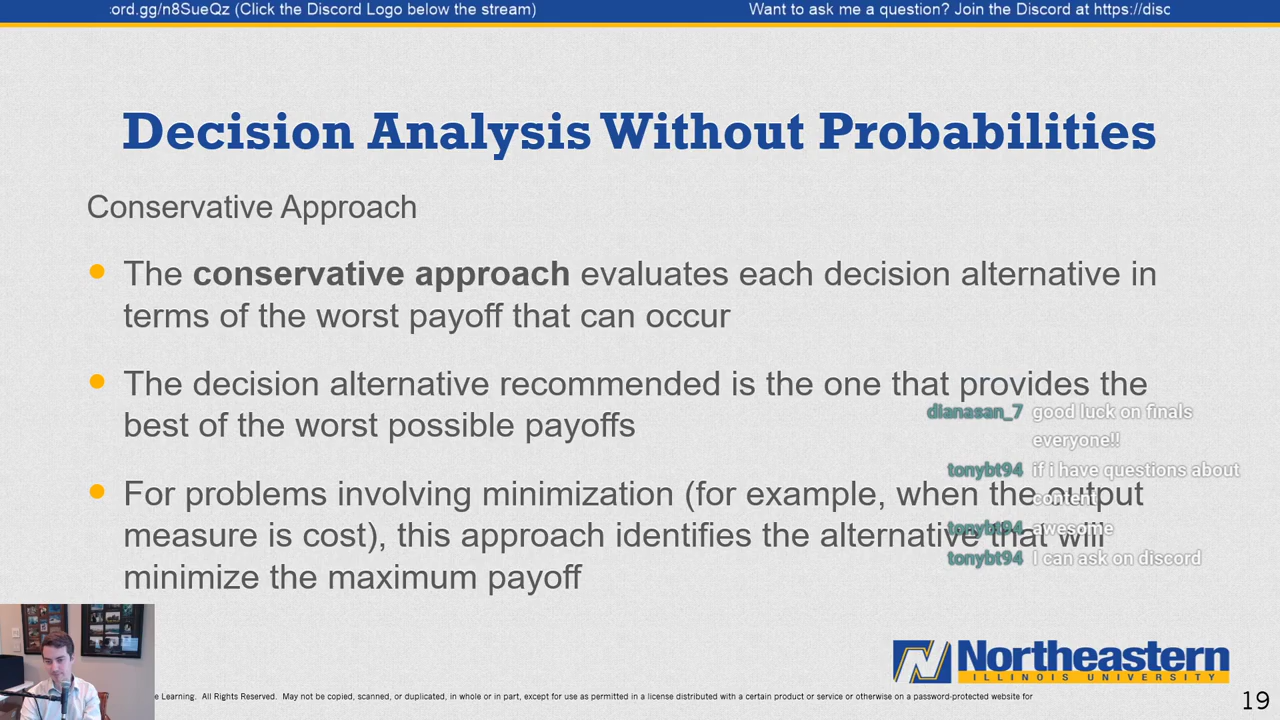 :ord.gg/n8SueQz (Click the Discord Logo below the stream) Want to ask me a question? Join the Discord at https://disc
Decision Analysis Without Probabilities
Conservative Approach
The conservative approach evaluates each decision alternative in
terms of the worst payoff that can occur
The decision alternative recommended is the one that provides the
best of the worst possible payoffs
For problems involving minimization (for example, when the output
measure is cost), this approach identifies the alternative that will
minimize the maximum payoff
dianasan_7 good luck on finals
everyone!!
tonybt94 if i have questions about
content
tonybt94 awesome
tonybt94 I can ask on discord
Northeastern
ILLINOIS UNIVERSITY
e Learning. All Rights Reserved. May not be copied, scanned, or duplicated, in whole or in part, except for use as permitted in a license distributed with a certain product or service or otherwise on a password-protected website for
19